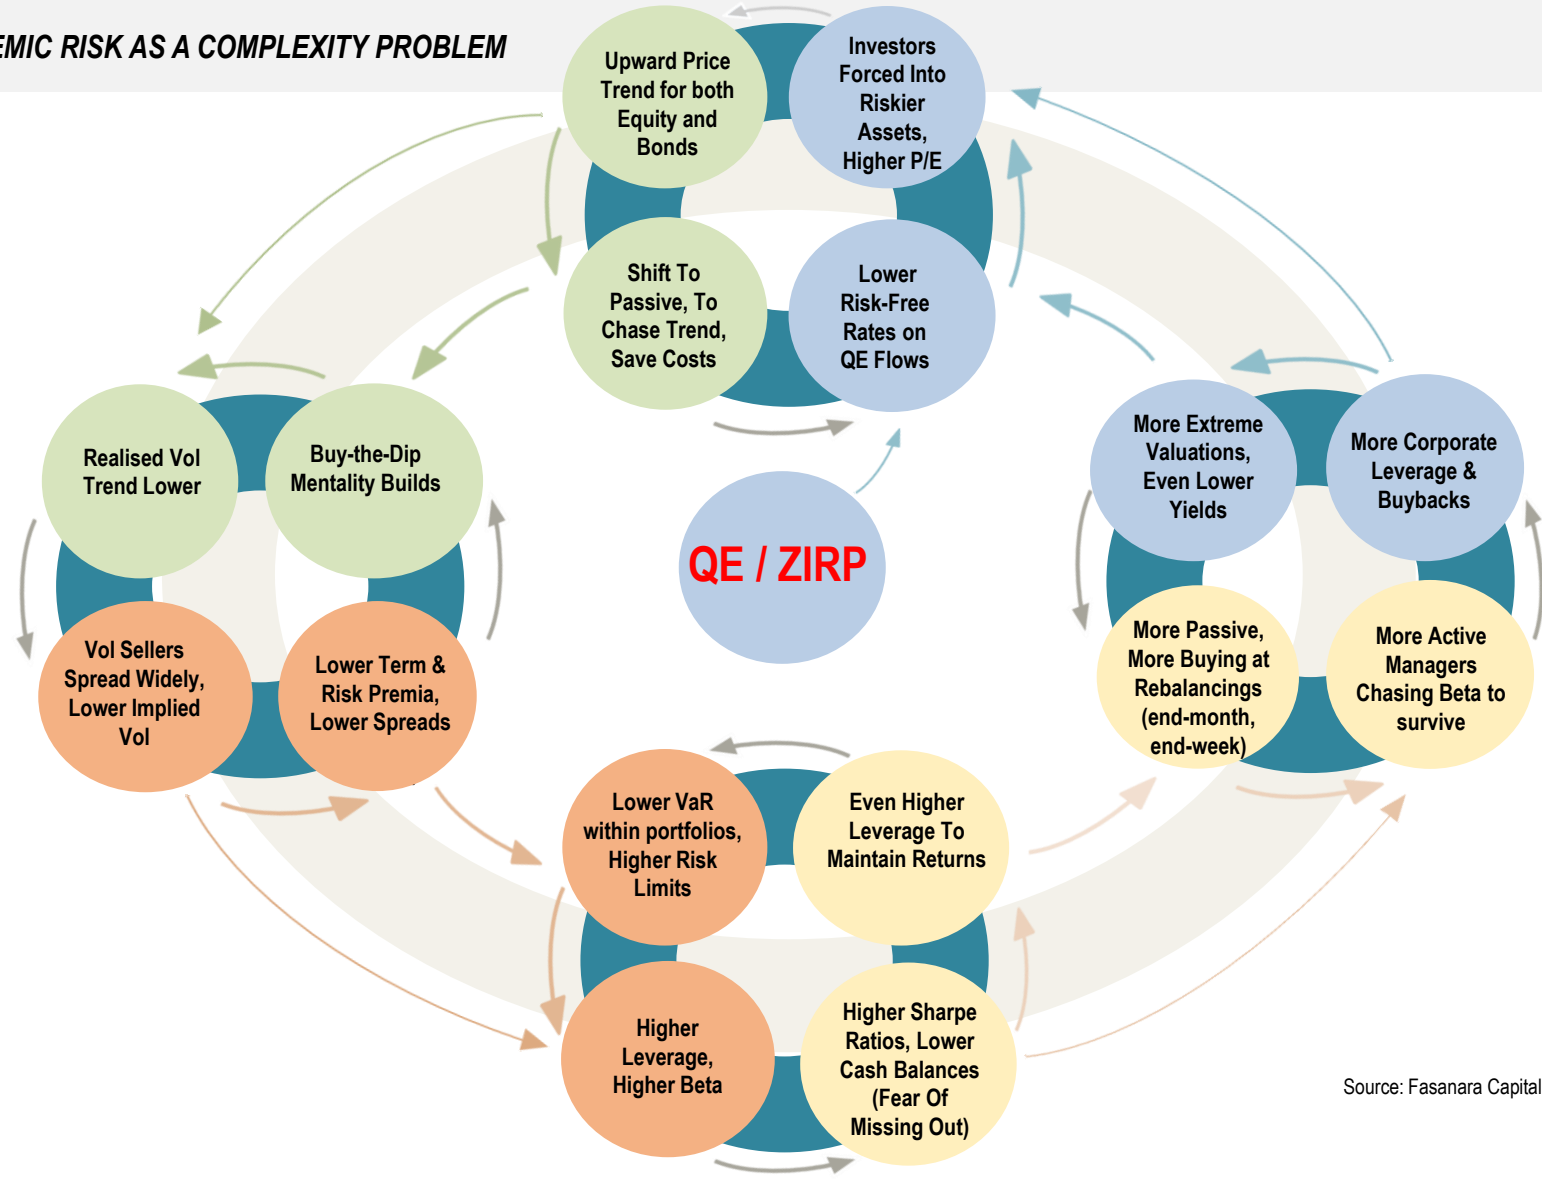 EMIC RISK AS A COMPLEXITY PROBLEM
Upward Price
Trend for both
Equity and
Bonds
Investors
Forced Into
Riskier
Assets,
Higher P/E
Shift To
Passive, To
Chase Trend,
Save Costs
Lower
Risk-Free
Rates on
QE Flows
Realised Vol
Trend Lower
Buy-the-Dip
Mentality Builds
Vol Sellers
Spread Widely,
Lower Implied
Vol
Lower Term &
Risk Premia,
Lower Spreads
QE / ZIRP
More Extreme
Valuations,
Even Lower
Yields
More Corporate
Leverage &
Buybacks
More Passive,
More Buying at
Rebalancings
(end-month,
end-week)
More Active
Managers
Chasing Beta to
survive
Lower VaR
within portfolios,
Higher Risk
Limits
Even Higher
Leverage To
Maintain Returns
Higher
Leverage,
Higher Beta
Higher Sharpe
Ratios, Lower
Cash Balances
(Fear Of
Missing Out)
Source: Fasanara Capital